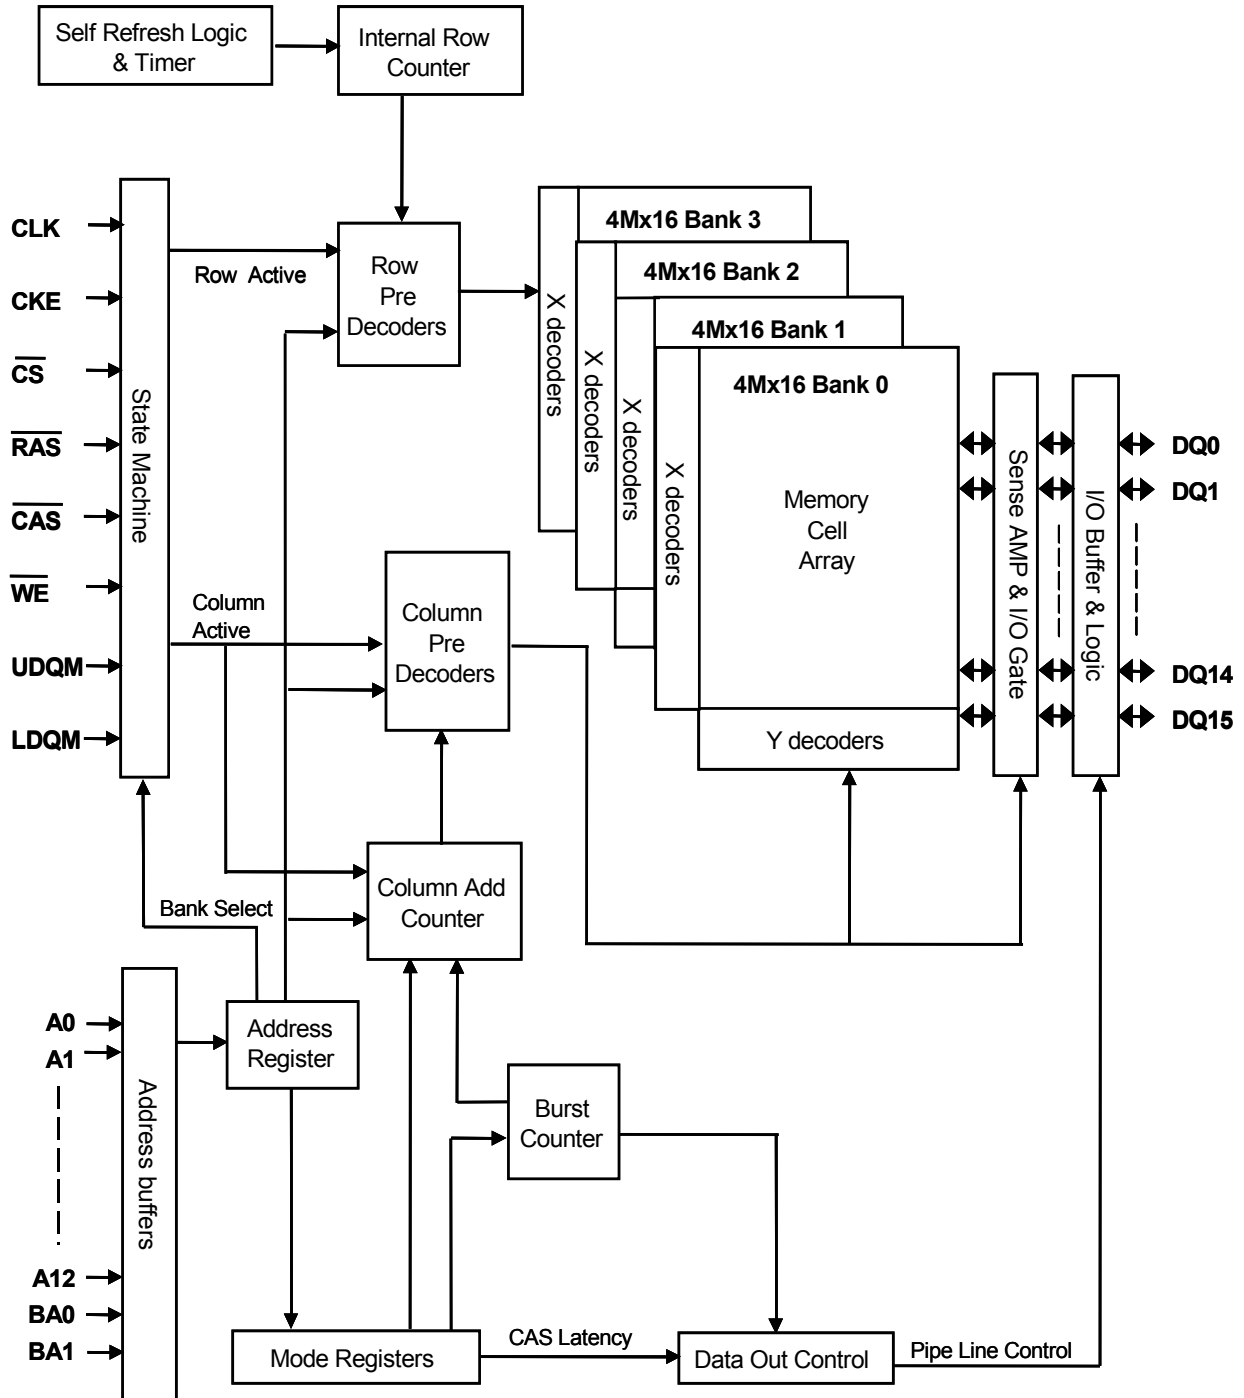 Self Refresh Logic
& Timer
Internal Row
Counter
CLK
CKE
CS
RAS
CAS
WE
UDQM
LDQM
State Machine
Row Active
Row
Pre
Decoders
4Mx16 Bank 3
4Mx16 Bank 2
4Mx16 Bank 1
4Mx16 Bank 0
X decoders
X decoders
X decoders
X decoders
Memory
Cell
Array
Y decoders
Sense AMP & I/O Gate
I/O Buffer & Logic
DQ0
DQ1
DQ14
DQ15
Column
Active
Column
Pre
Decoders
Column Add
Counter
Bank Select
A0
A1
A12
BA0
BA1
Address buffers
Address
Register
Burst
Counter
Mode Registers
CAS Latency
Data Out Control
Pipe Line Control